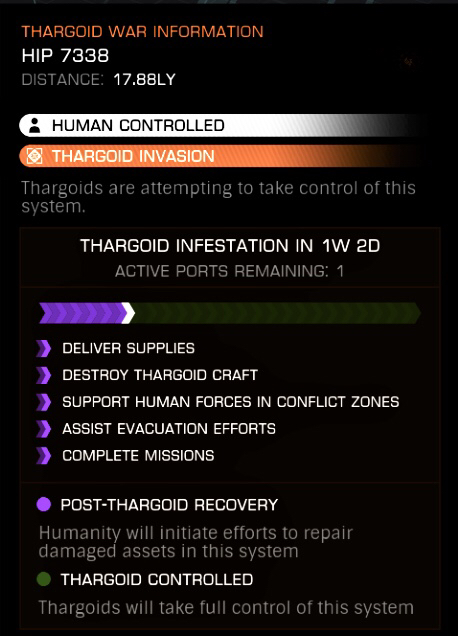 THARGOID WAR INFORMATION
HIP 7338
DISTANCE: 17.88LY
HUMAN CONTROLLED
THARGOID INVASION
Thargoids are attempting to take control of this
system.
THARGOID INFESTATION IN 1W 2D
ACTIVE PORTS REMAINING: 1
DELIVER SUPPLIES
DESTROY THARGOID CRAFT
SUPPORT HUMAN FORCES IN CONFLICT ZONES
ASSIST EVACUATION EFFORTS
COMPLETE MISSIONS
POST-THARGOID RECOVERY
Humanity will initiate efforts to repair
damaged assets in this system
THARGOID CONTROLLED
Thargoids will take full control of this system